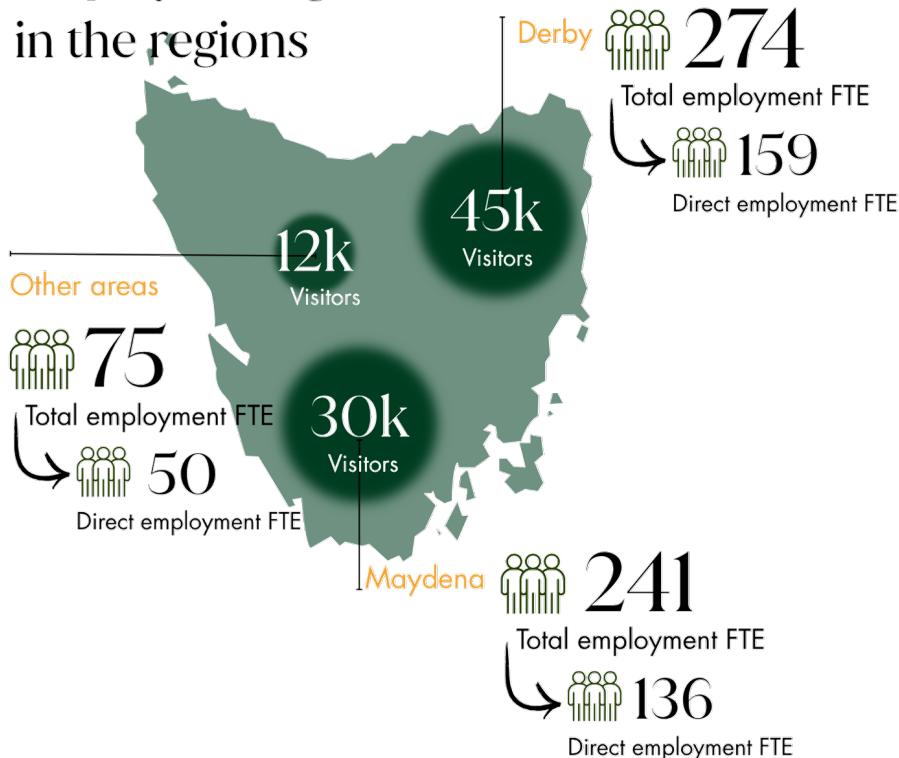 in the regions
Derby
274
Total employment FTE
159
Direct employment FTE
45k
Visitors
12k
Visitors
Other areas
75
Total employment FTE
50
Direct employment FTE
30k
Visitors
Maydena
241
Total employment FTE
136
Direct employment FTE